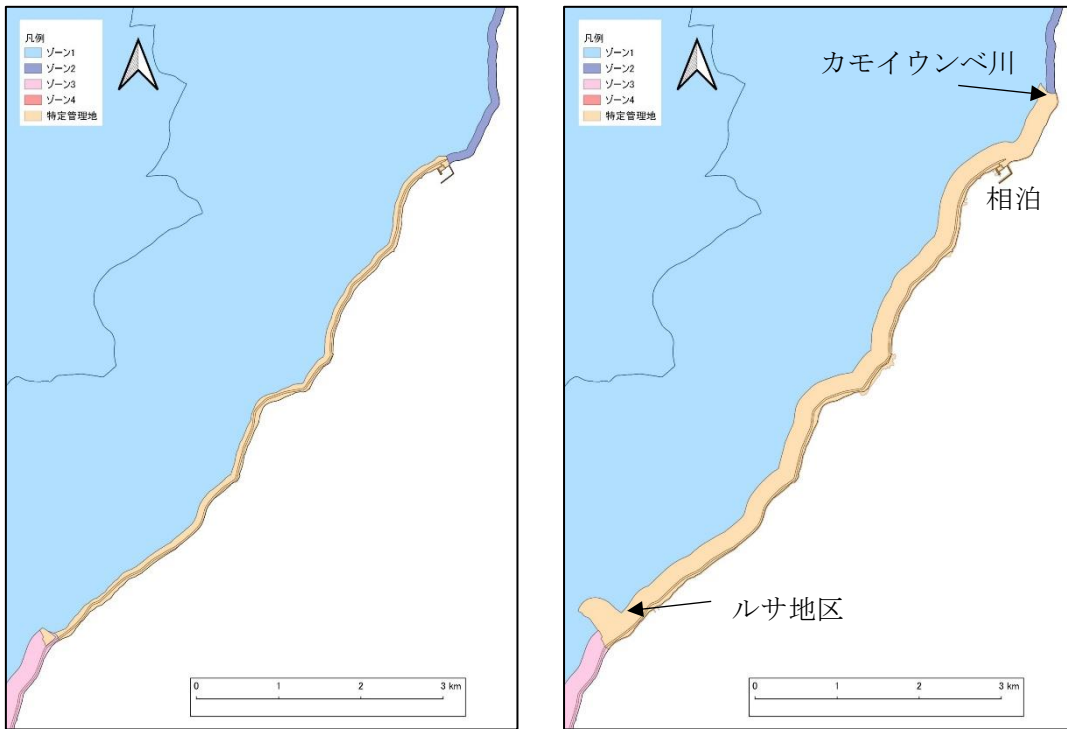 凡例
ゾーン1
ゾーン2
ゾーン3
ゾーン4
特定管理地
0 1 2 3 km
凡例
ゾーン1
ゾーン2
ゾーン3
ゾーン4
特定管理地
カモイウンベ川
相泊
ルサ地区
0 1 2 3 km